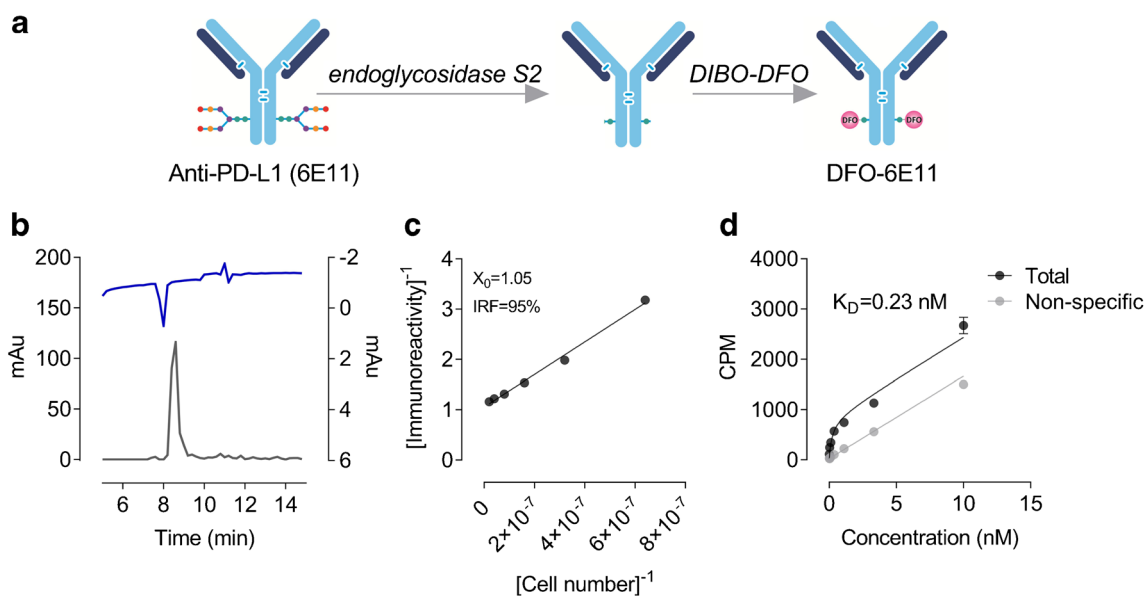 a
endoglycosidase S2
DIBO-DFO
DFO
DFO
Anti-PD-L1 (6E11)
DFO-6E11
b
200
150
100
50
0
mAu
-2
0
2
4
6
mAu
6
8
10
12
14
Time (min)
c
4
3
2
1
0
[Immunoreactivity]⁻¹
X₀=1.05
IRF=95%
0
2×10⁻⁷
4×10⁻⁷
6×10⁻⁷
8×10⁻⁷
[Cell number]⁻¹
d
4000
3000
2000
1000
0
CPM
K_D=0.23 nM
Total
Non-specific
0
5
10
15
Concentration (nM)